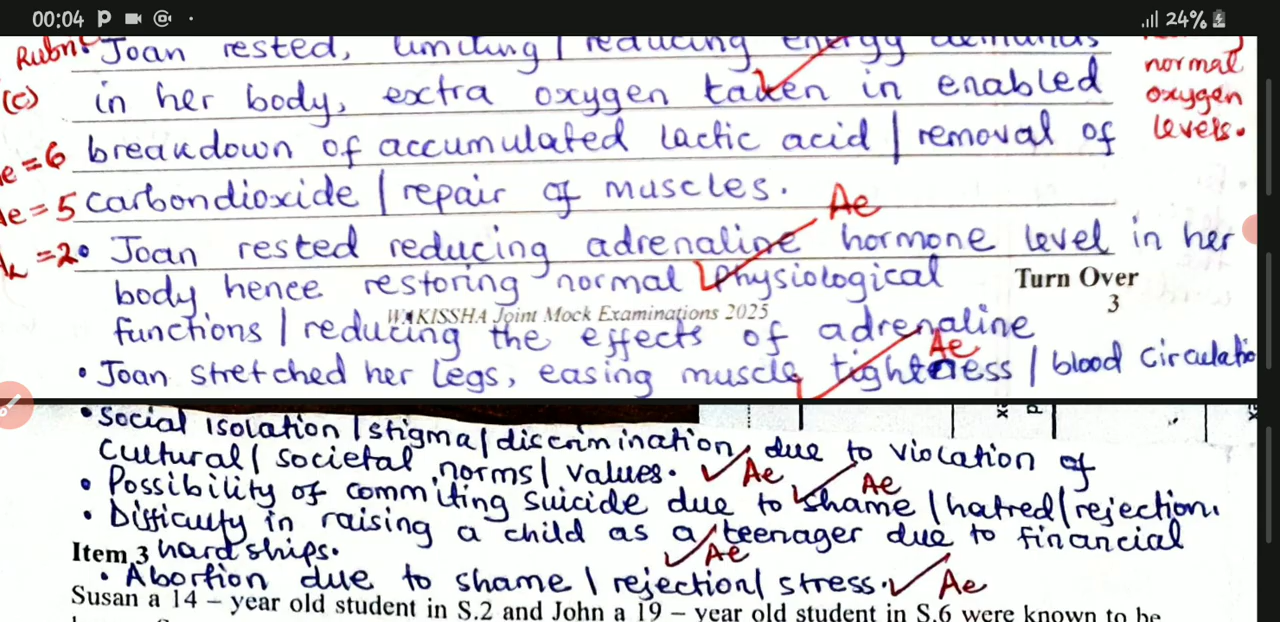 00:04 P 24%
Rubric • Joan rested, limiting / reducing energy demands
(c) in her body, extra oxygen taken in enabled
normal
oxygen
levels.
e = 6 breakdown of accumulated lactic acid / removal of
Ae = 5 carbondioxide / repair of muscles.
Ae
= 2 • Joan rested reducing adrenaline hormone level in her
body hence restoring normal physiological
Turn Over
3
WAKISSHA Joint Mock Examinations 2025
functions / reducing the effects of adrenaline
Ae
• Joan stretched her legs, easing muscle tightness / blood circulatio
• Social isolation / stigma / discrimination, due to violation of
Cultural / societal norms / values. Ae
• Possibility of commiting suicide due to shame / hatred / rejection.
Ae
• Difficulty in raising a child as a teenager due to financial
hardships. Ae
Item 3
• Abortion due to shame / rejection / stress. Ae
Susan a 14 – year old student in S.2 and John a 19 – year old student in S.6 were known to be